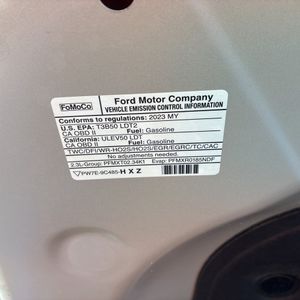 FoMoCo
Ford Motor Company
VEHICLE EMISSION CONTROL INFORMATION
Conforms to regulations: 2023 MY
U.S. EPA: T3B50 LDT2
CA OBD II Fuel: Gasoline
California: ULEV50 LDT
CA OBD II Fuel: Gasoline
TWC/DFI/WR-HO2S/HO2S/EGR/EGRC/TC/CAC
No adjustments needed.
2.3L-Group: PFMXT02.34K1 Evap: PFMXR0185NDF
PW7E-9C485-HXZ